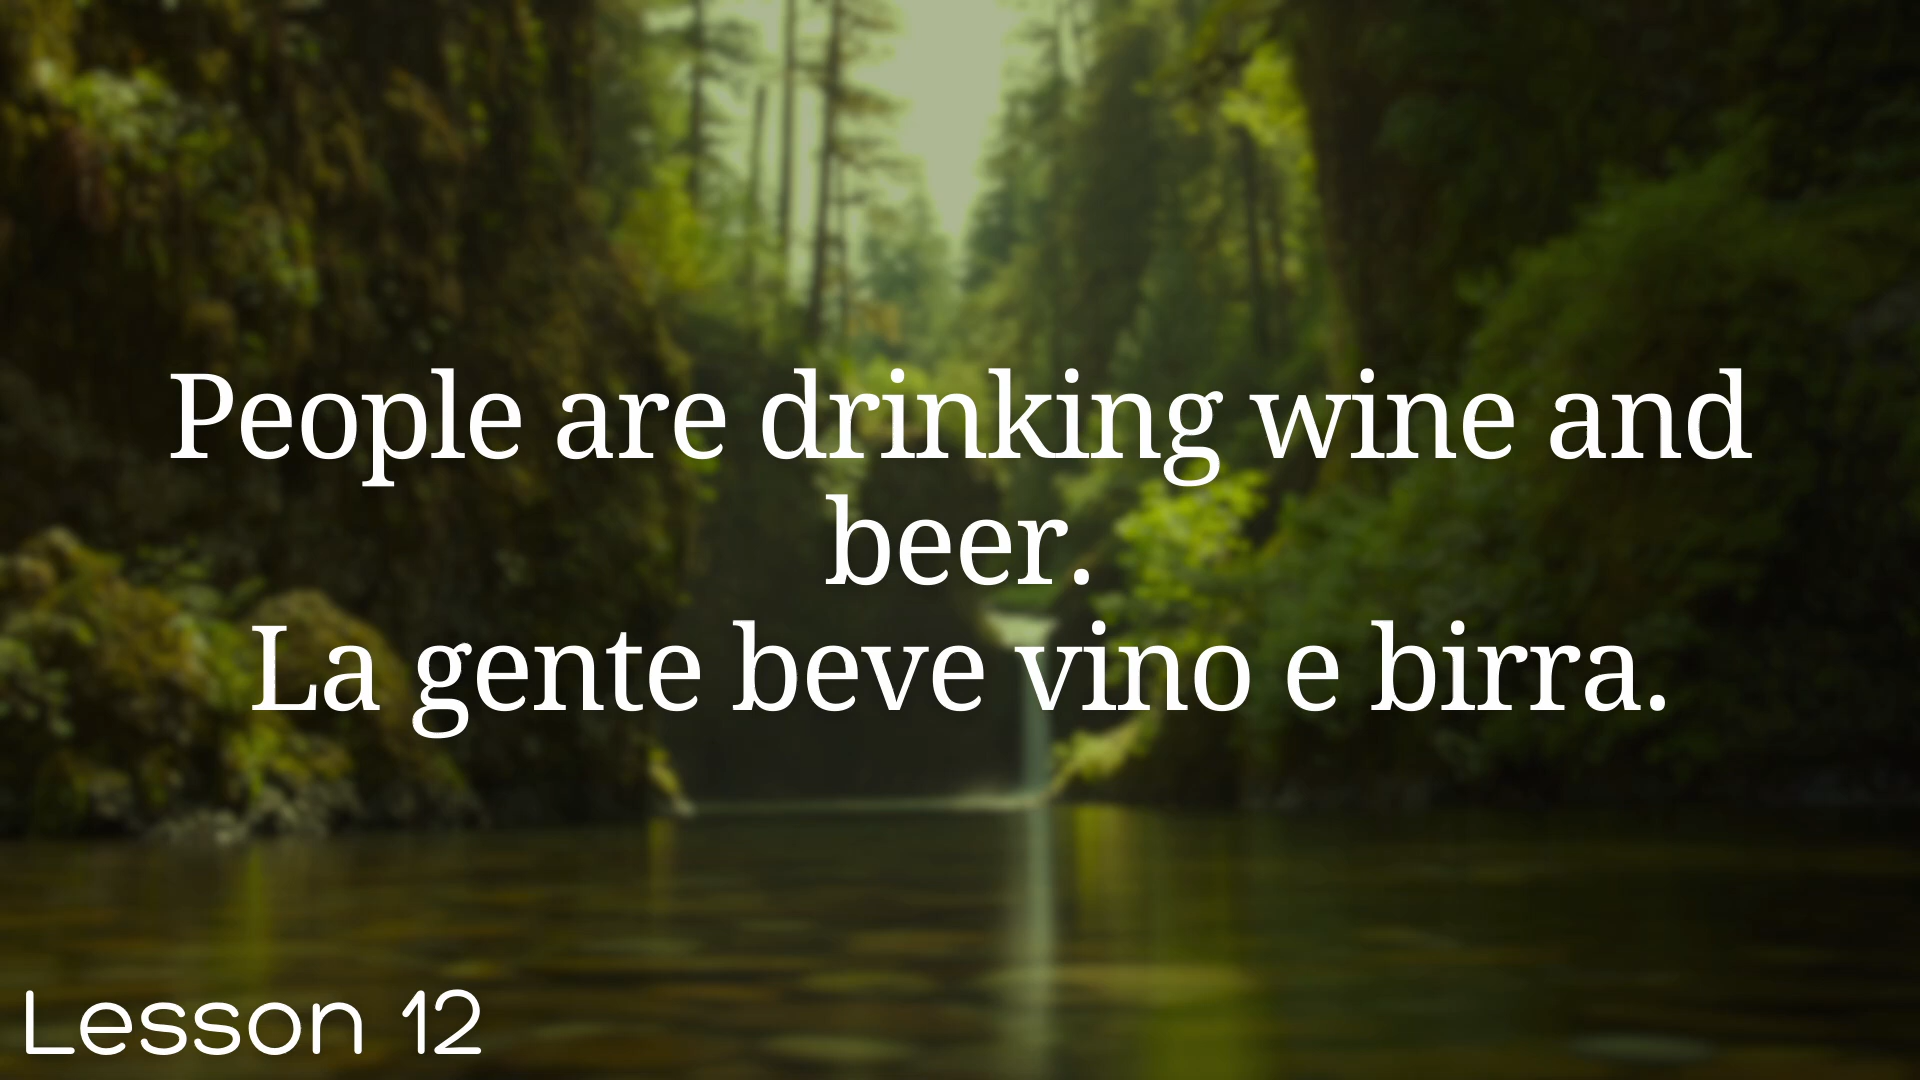 People are drinking wine and
beer.
La gente beve vino e birra.
Lesson 12